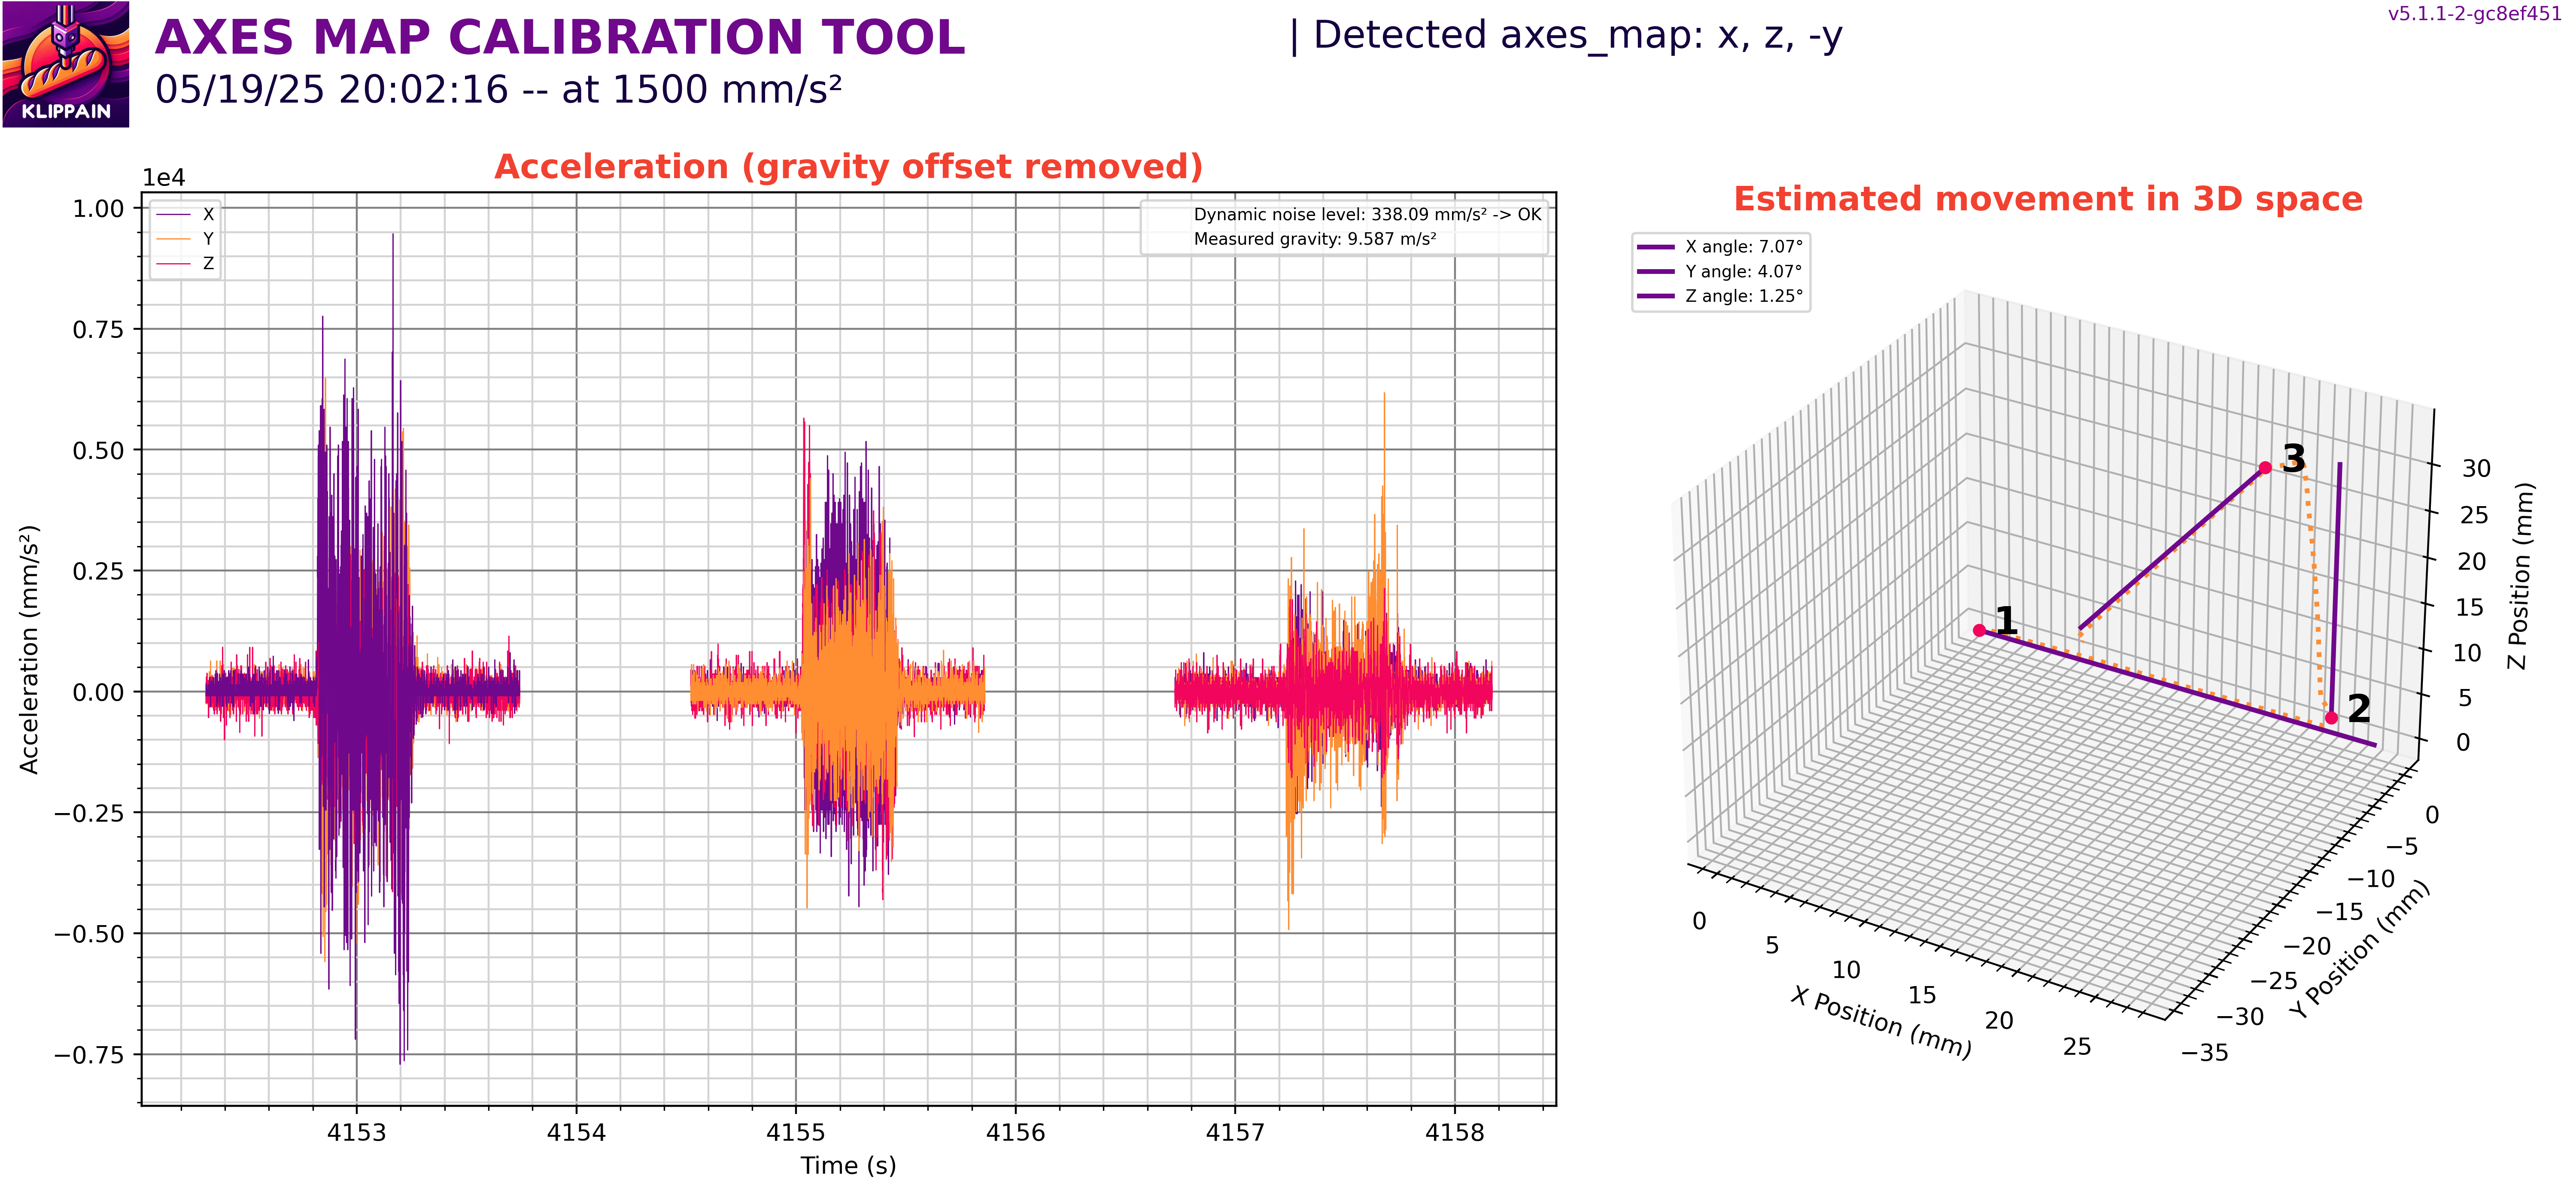 KLIPPAIN
AXES MAP CALIBRATION TOOL
05/19/25 20:02:16 -- at 1500 mm/s²
| Detected axes_map: x, z, -y
v5.1.1-2-gc8ef451
Acceleration (gravity offset removed)
1e4
X
Y
Z
Dynamic noise level: 338.09 mm/s² -> OK
Measured gravity: 9.587 m/s²
1.00
0.75
0.50
0.25
0.00
−0.25
−0.50
−0.75
Acceleration (mm/s²)
4153
4154
4155
4156
4157
4158
Time (s)
Estimated movement in 3D space
X angle: 7.07°
Y angle: 4.07°
Z angle: 1.25°
1
2
3
30
25
20
15
10
5
0
Z Position (mm)
0
−5
−10
−15
−20
−25
−30
−35
Y Position (mm)
0
5
10
15
20
25
X Position (mm)